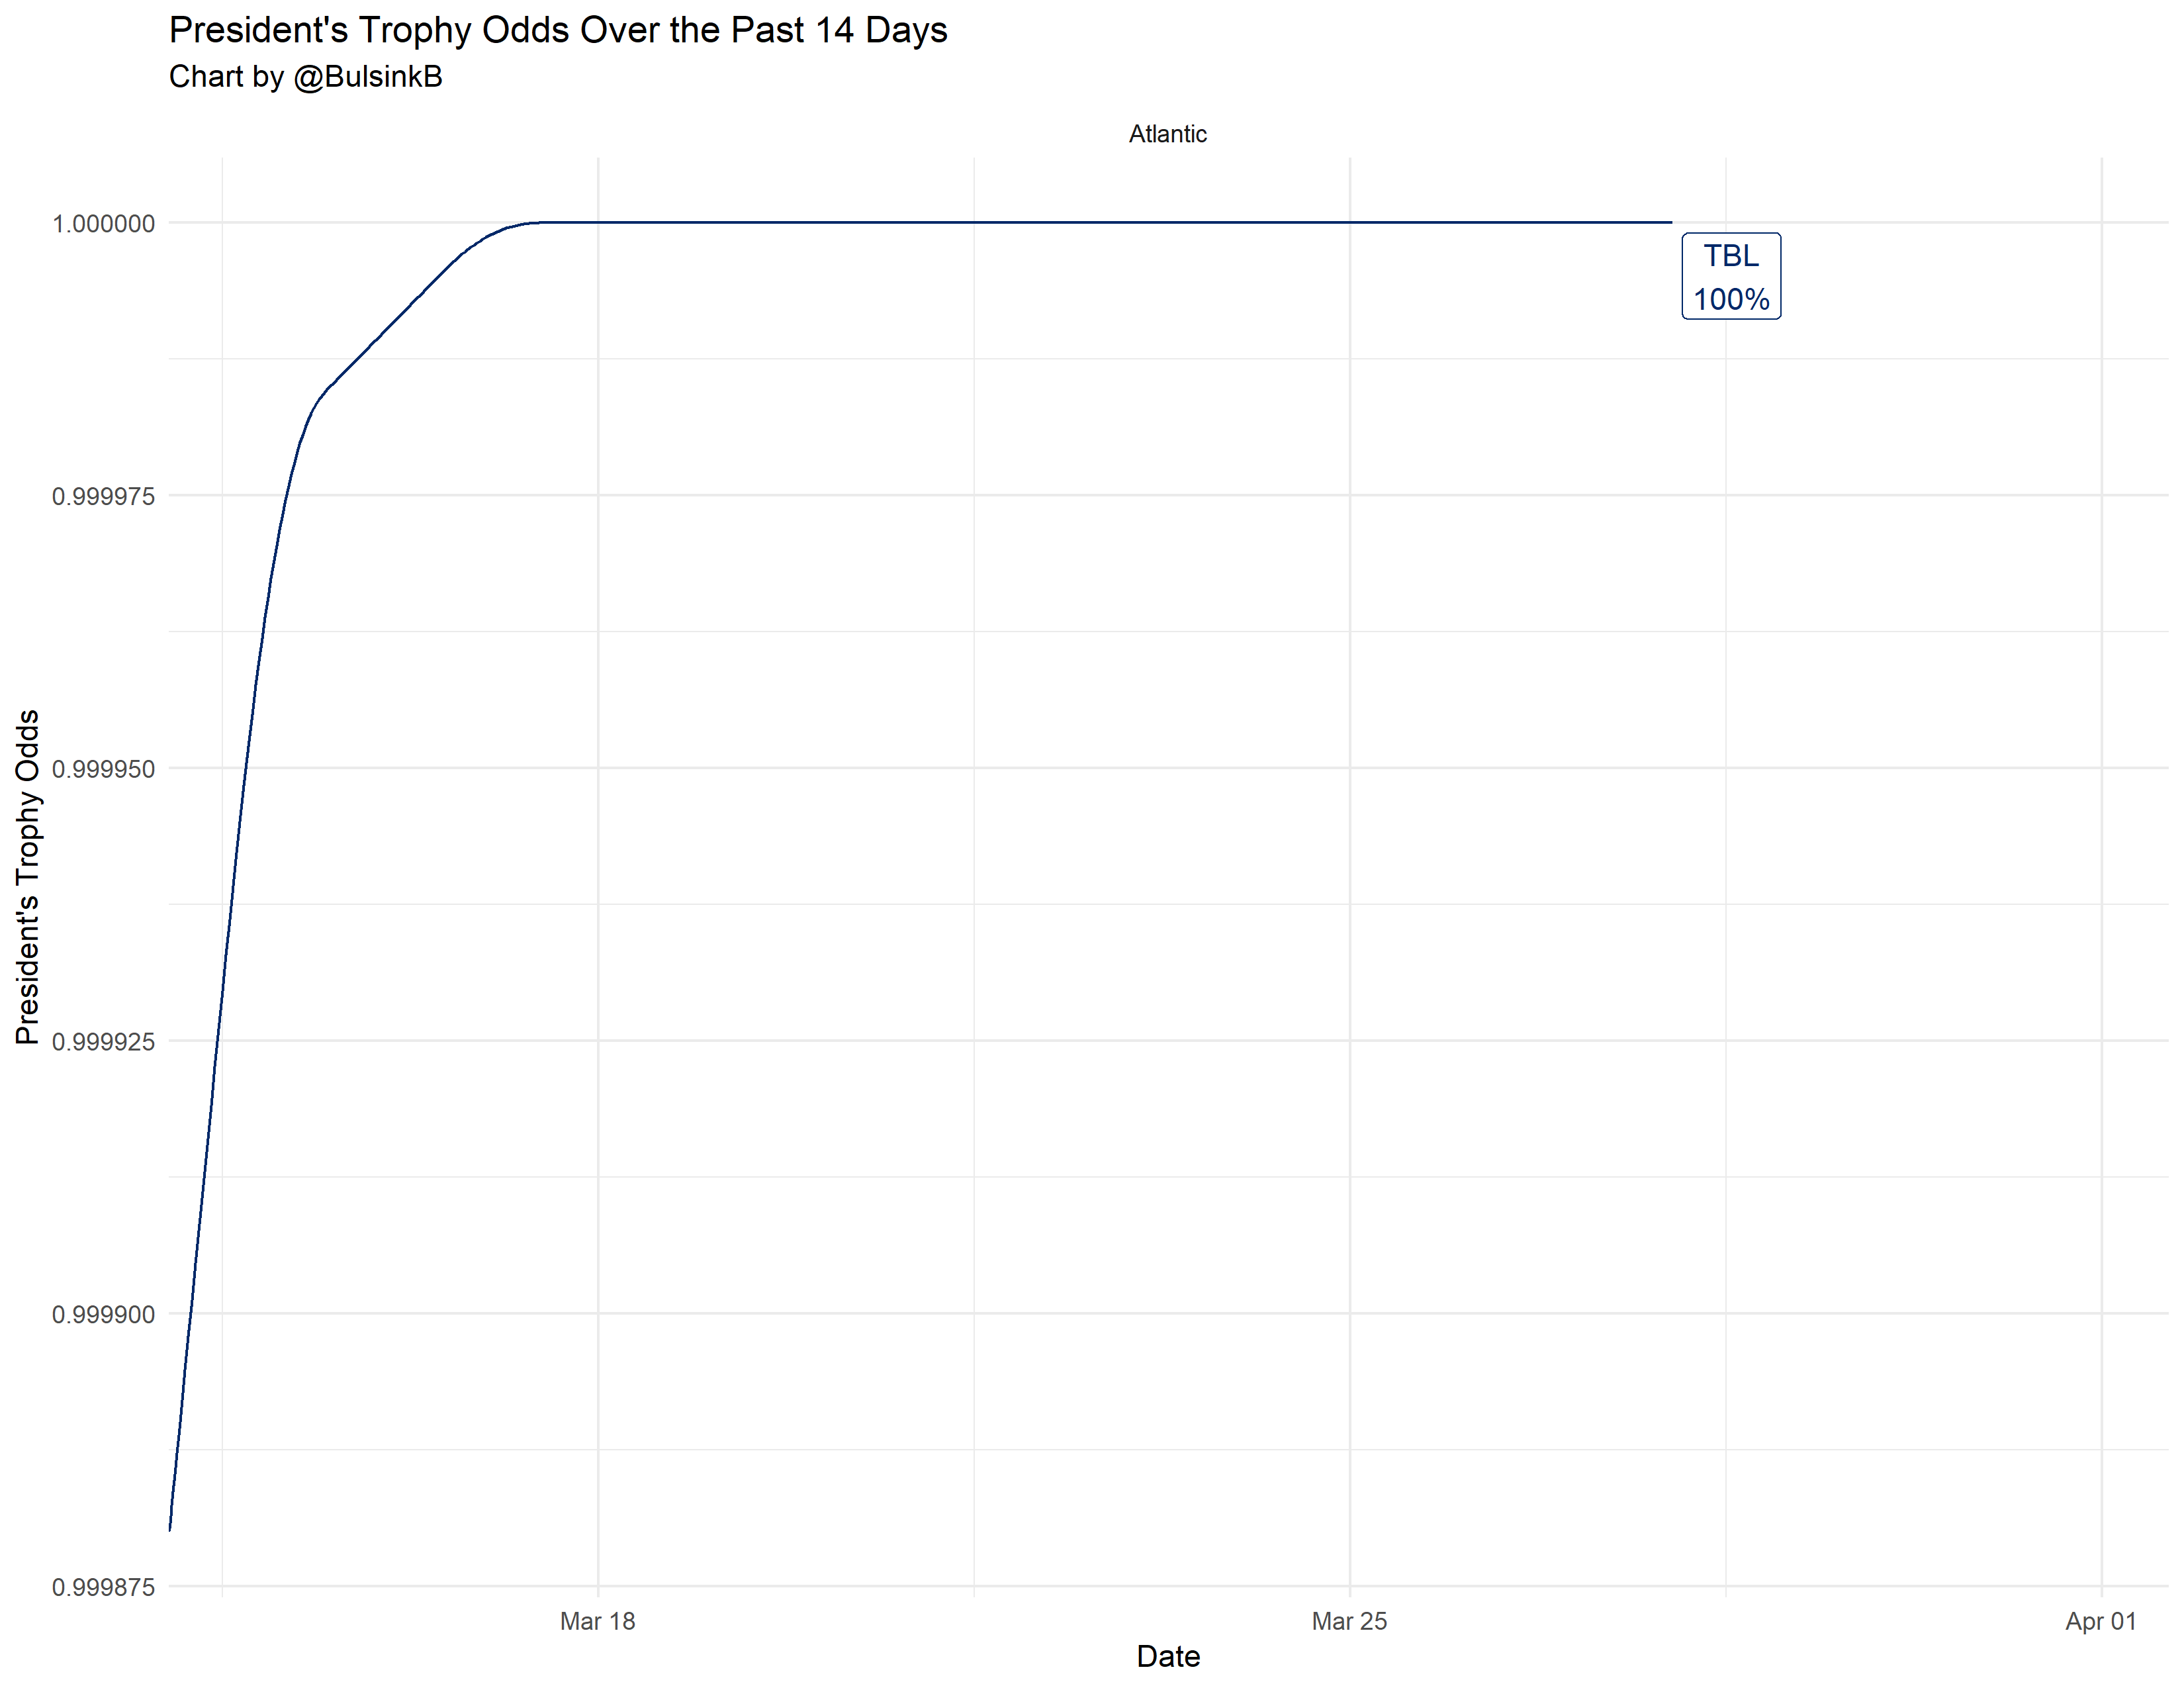 President's Trophy Odds Over the Past 14 Days
Chart by @BulsinkB
Atlantic
1.000000
TBL
100%
0.999975
0.999950
President's Trophy Odds
0.999925
0.999900
0.999875
Mar 18
Mar 25
Apr 01
Date